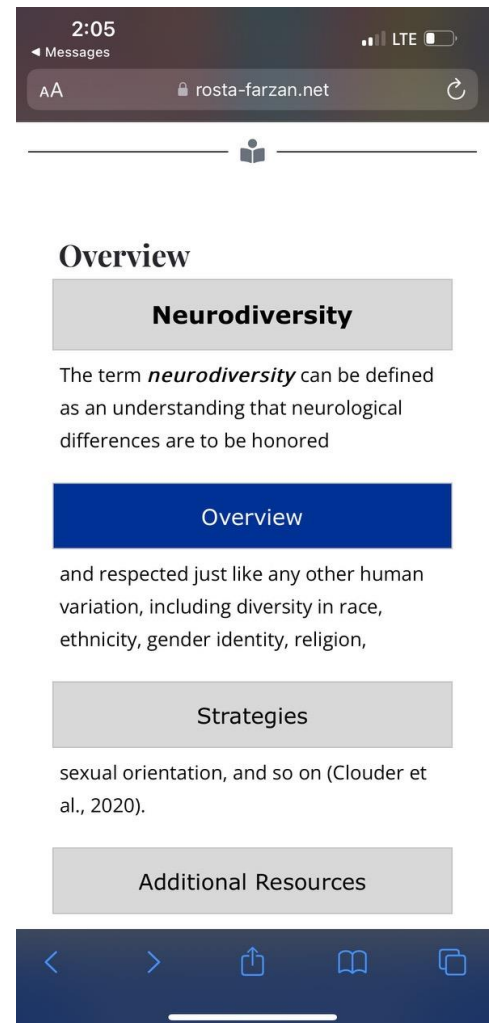 2:05
LTE
◄ Messages
AA
rosta-farzan.net
Overview
Neurodiversity
The term neurodiversity can be defined
as an understanding that neurological
differences are to be honored
Overview
and respected just like any other human
variation, including diversity in race,
ethnicity, gender identity, religion,
Strategies
sexual orientation, and so on (Clouder et
al., 2020).
Additional Resources